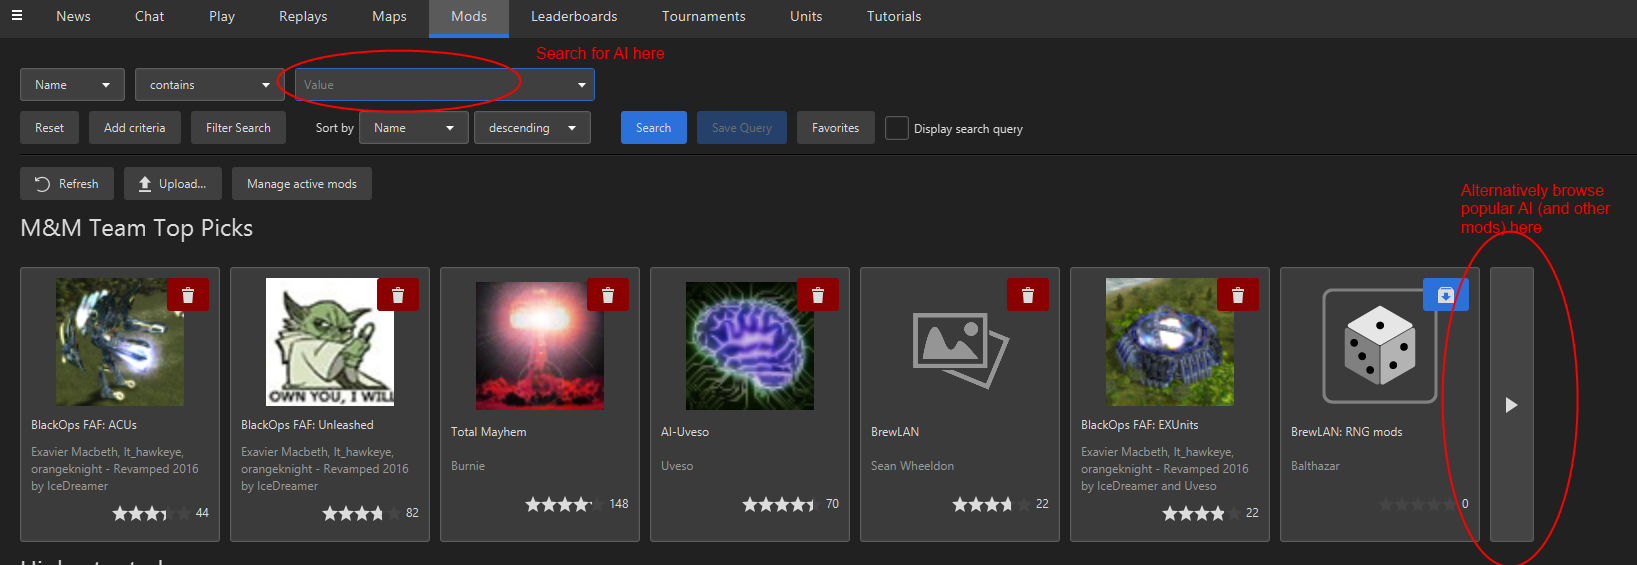 News Chat Play Replays Maps Mods Leaderboards Tournaments Units Tutorials
Search for AI here
Name contains Value
Reset Add criteria Filter Search Sort by Name descending Search Save Query Favorites Display search query
Refresh Upload... Manage active mods
Alternatively browse
popular AI (and other
mods) here
M&M Team Top Picks
OWN YOU, I WILL
BlackOps FAF: ACUs
Exavier Macbeth, lt_hawkeye,
orangeknight - Revamped 2016
by IceDreamer
44
BlackOps FAF: Unleashed
Exavier Macbeth, lt_hawkeye,
orangeknight - Revamped 2016
by IceDreamer
82
Total Mayhem
Burnie
148
AI-Uveso
Uveso
70
BrewLAN
Sean Wheeldon
22
BlackOps FAF: EXUnits
Exavier Macbeth, lt_hawkeye,
orangeknight - Revamped 2016
by IceDreamer and Uveso
22
BrewLAN: RNG mods
Balthazar
0